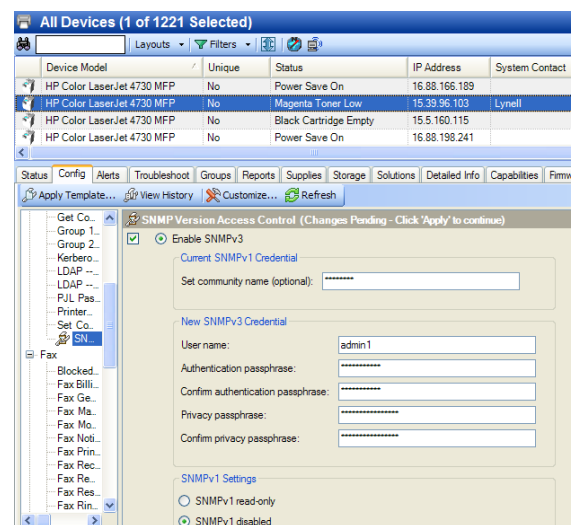 All Devices (1 of 1221 Selected)
Layouts Filters
Device Model Unique Status IP Address System Contact
HP Color LaserJet 4730 MFP No Power Save On 16.88.166.189
HP Color LaserJet 4730 MFP No Magenta Toner Low 15.39.96.103 Lynell
HP Color LaserJet 4730 MFP No Black Cartridge Empty 15.5.160.115
HP Color LaserJet 4730 MFP No Power Save On 16.88.198.241
Status Config Alerts Troubleshoot Groups Reports Supplies Storage Solutions Detailed Info Capabilities Firmw
Apply Template... View History Customize... Refresh
SNMP Version Access Control (Changes Pending - Click 'Apply' to continue)
Get Co...
Group 1...
Group 2...
Kerbero...
LDAP --...
LDAP --...
PJL Pas...
Printer...
Set Co...
SN...
Fax
Blocked...
Fax Billi...
Fax Ge...
Fax Ma...
Fax Mo...
Fax Noti...
Fax Prin...
Fax Rec...
Fax Re...
Fax Res...
Fax Rin...
Enable SNMPv3
Current SNMPv1 Credential
Set community name (optional): ********
New SNMPv3 Credential
User name: admin1
Authentication passphrase: ***********
Confirm authentication passphrase: ***********
Privacy passphrase: ****************
Confirm privacy passphrase: ****************
SNMPv1 Settings
SNMPv1 read-only
SNMPv1 disabled